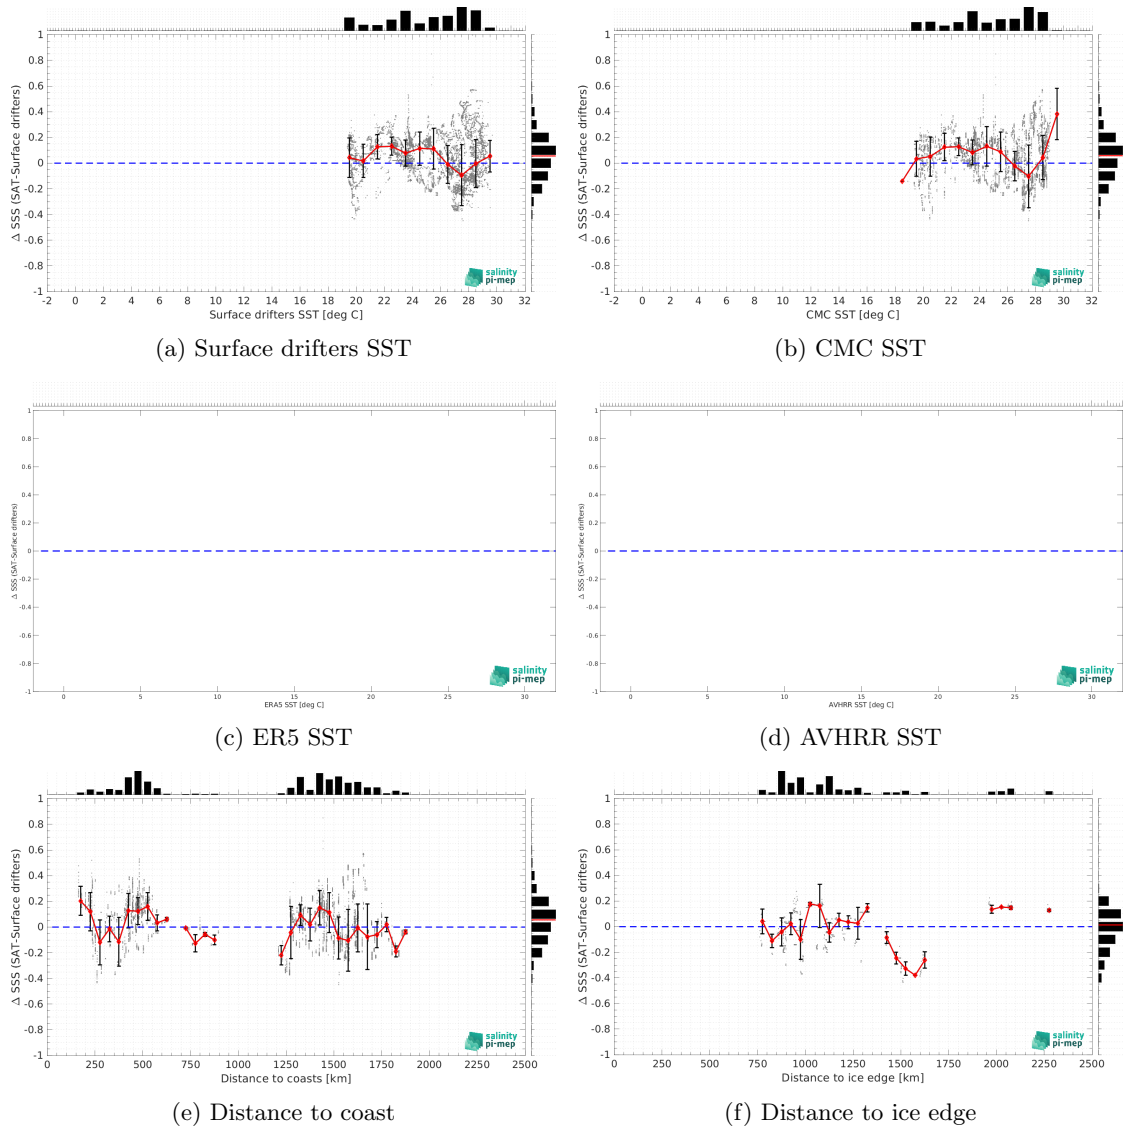 1
0.8
0.6
0.4
0.2
0
-0.2
-0.4
-0.6
-0.8
-1
Δ SSS (SAT-Surface drifters)
-2 0 2 4 6 8 10 12 14 16 18 20 22 24 26 28 30 32
Surface drifters SST [deg C]
salinity
pi-mep
(a) Surface drifters SST
1
0.8
0.6
0.4
0.2
0
-0.2
-0.4
-0.6
-0.8
-1
Δ SSS (SAT-Surface drifters)
-2 0 2 4 6 8 10 12 14 16 18 20 22 24 26 28 30 32
CMC SST [deg C]
salinity
pi-mep
(b) CMC SST
1
0.8
0.6
0.4
0.2
0
-0.2
-0.4
-0.6
-0.8
-1
Δ SSS (SAT-Surface drifters)
0 5 10 15 20 25 30
ERA5 SST [deg C]
salinity
pi-mep
(c) ER5 SST
1
0.8
0.6
0.4
0.2
0
-0.2
-0.4
-0.6
-0.8
-1
Δ SSS (SAT-Surface drifters)
0 5 10 15 20 25 30
AVHRR SST [deg C]
salinity
pi-mep
(d) AVHRR SST
1
0.8
0.6
0.4
0.2
0
-0.2
-0.4
-0.6
-0.8
-1
Δ SSS (SAT-Surface drifters)
0 250 500 750 1000 1250 1500 1750 2000 2250 2500
Distance to coasts [km]
salinity
pi-mep
(e) Distance to coast
1
0.8
0.6
0.4
0.2
0
-0.2
-0.4
-0.6
-0.8
-1
Δ SSS (SAT-Surface drifters)
0 250 500 750 1000 1250 1500 1750 2000 2250 2500
Distance to ice edge [km]
salinity
pi-mep
(f) Distance to ice edge